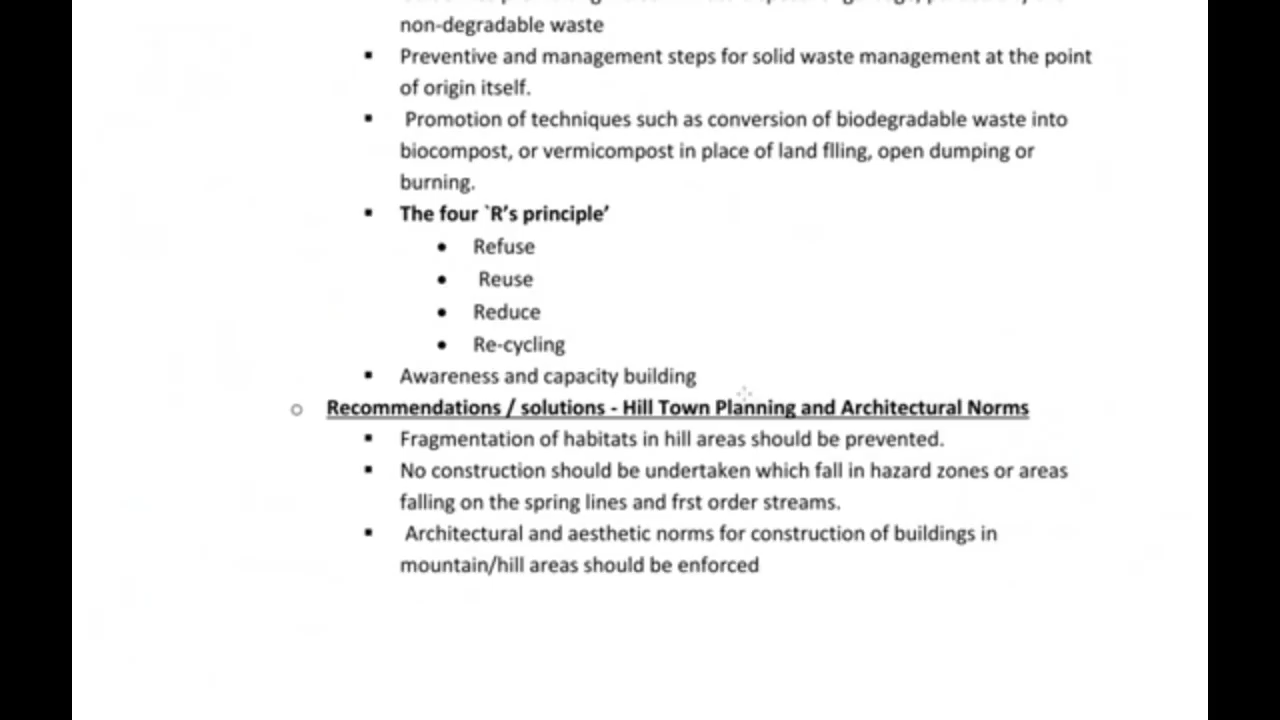 non-degradable waste
▪ Preventive and management steps for solid waste management at the point
of origin itself.
▪ Promotion of techniques such as conversion of biodegradable waste into
biocompost, or vermicompost in place of land flling, open dumping or
burning.
▪ The four `R's principle'
• Refuse
• Reuse
• Reduce
• Re-cycling
▪ Awareness and capacity building
○ Recommendations / solutions - Hill Town Planning and Architectural Norms
▪ Fragmentation of habitats in hill areas should be prevented.
▪ No construction should be undertaken which fall in hazard zones or areas
falling on the spring lines and frst order streams.
▪ Architectural and aesthetic norms for construction of buildings in
mountain/hill areas should be enforced